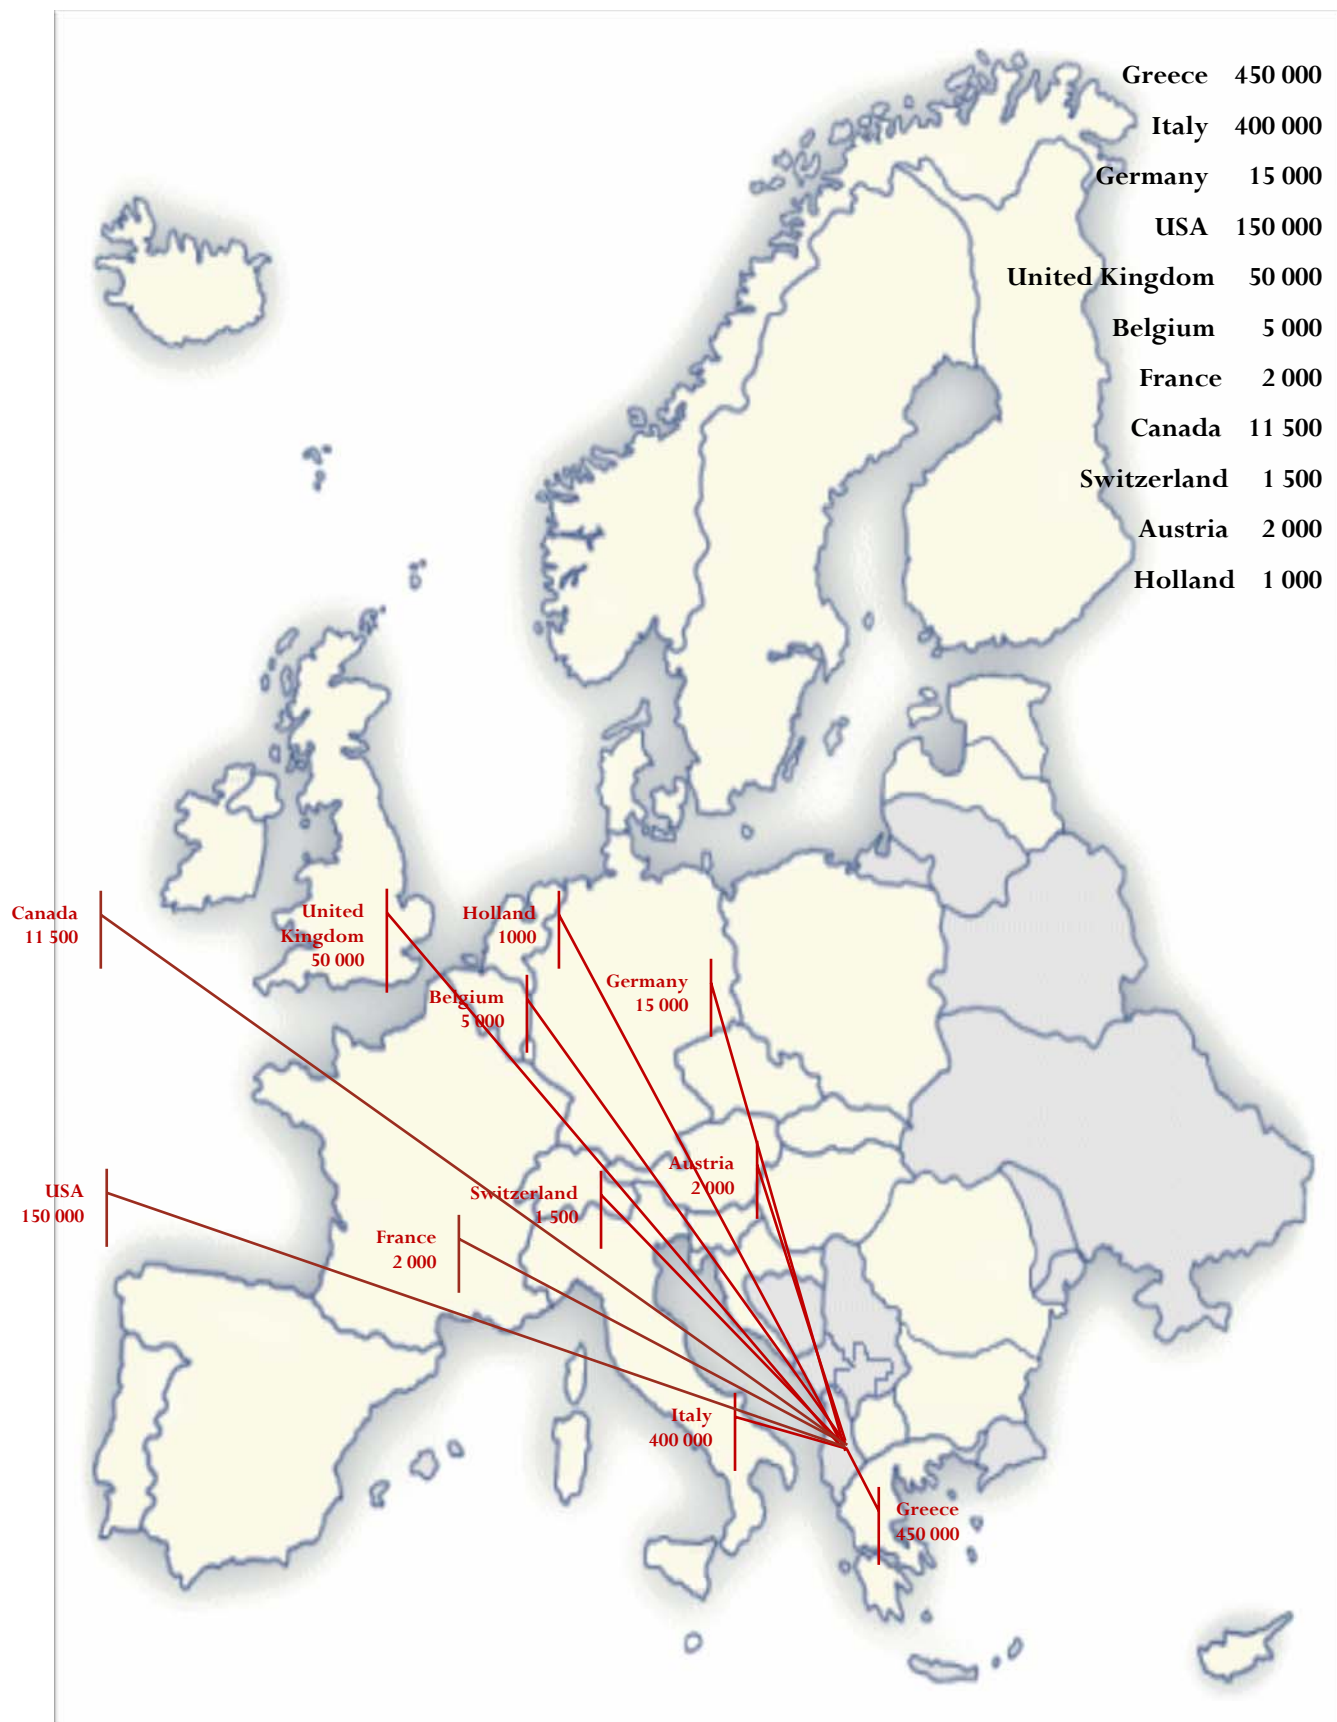 Greece 450 000
Italy 400 000
Germany 15 000
USA 150 000
United Kingdom 50 000
Belgium 5 000
France 2 000
Canada 11 500
Switzerland 1 500
Austria 2 000
Holland 1 000
Canada
11 500
United
Kingdom
50 000
Holland
1000
Belgium
5 000
Germany
15 000
Austria
2 000
Switzerland
1 500
USA
150 000
France
2 000
Italy
400 000
Greece
450 000